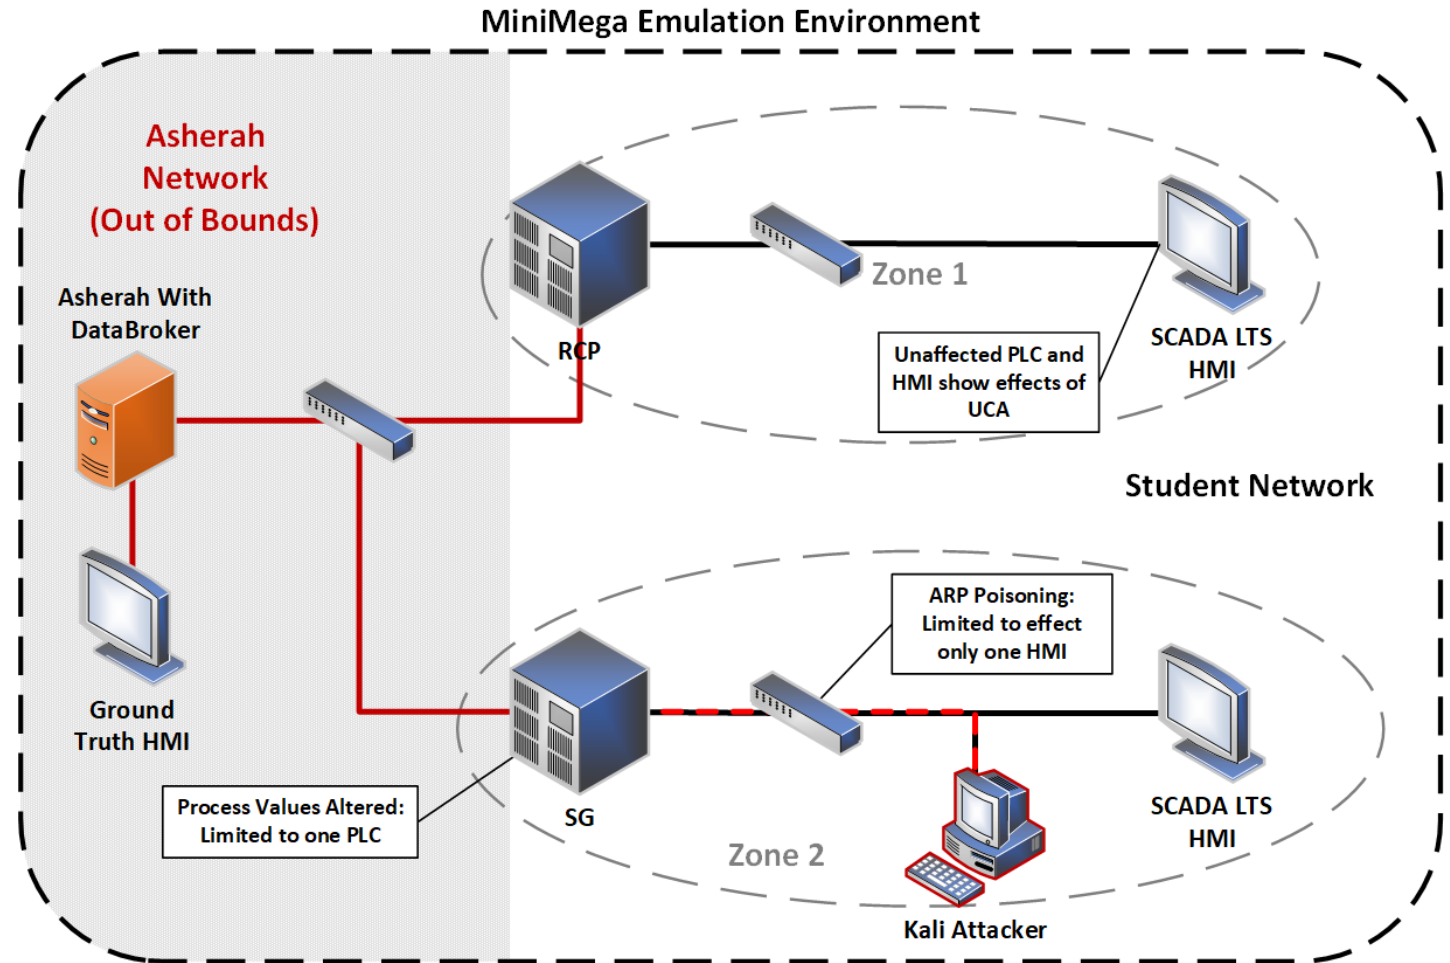 MiniMega Emulation Environment
Asherah
Network
(Out of Bounds)
Asherah With
DataBroker
Ground
Truth HMI
RCP
Zone 1
SCADA LTS
HMI
Unaffected PLC and
HMI show effects of
UCA
Student Network
ARP Poisoning:
Limited to effect
only one HMI
Process Values Altered:
Limited to one PLC
SG
Zone 2
SCADA LTS
HMI
Kali Attacker